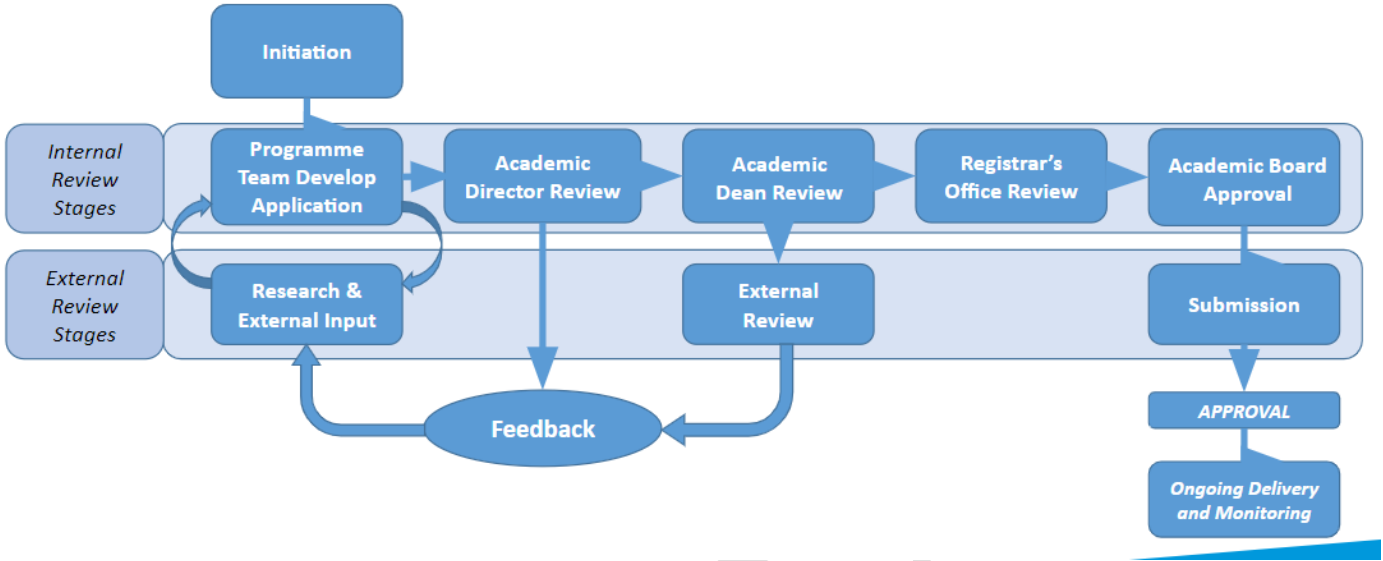 Initiation
Internal
Review
Stages
Programme
Team Develop
Application
Academic
Director Review
Academic
Dean Review
Registrar's
Office Review
Academic Board
Approval
External
Review
Stages
Research &
External Input
External
Review
Submission
Feedback
APPROVAL
Ongoing Delivery
and Monitoring